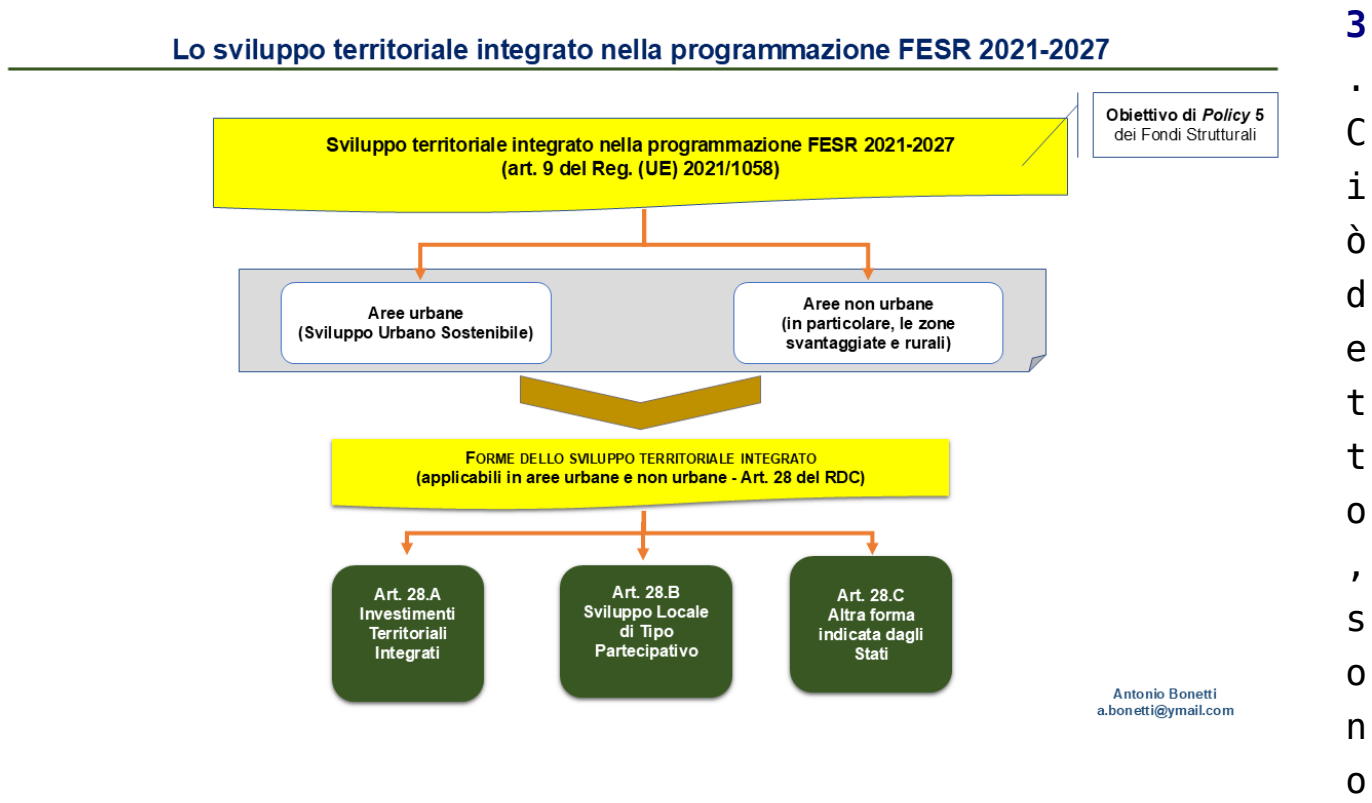 Lo sviluppo territoriale integrato nella programmazione FESR 2021-2027
Obiettivo di Policy 5
dei Fondi Strutturali
Sviluppo territoriale integrato nella programmazione FESR 2021-2027
(art. 9 del Reg. (UE) 2021/1058)
Aree urbane
(Sviluppo Urbano Sostenibile)
Aree non urbane
(in particolare, le zone
svantaggiate e rurali)
FORME DELLO SVILUPPO TERRITORIALE INTEGRATO
(applicabili in aree urbane e non urbane - Art. 28 del RDC)
Art. 28.A
Investimenti
Territoriali
Integrati
Art. 28.B
Sviluppo Locale
di Tipo
Partecipativo
Art. 28.C
Altra forma
indicata dagli
Stati
Antonio Bonetti
a.bonetti@ymail.com
3
.
C
i
ò
d
e
t
t
o
,
s
o
n
o